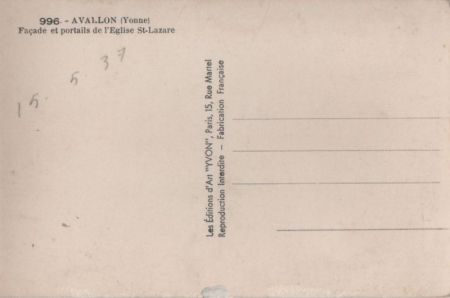 996 - AVALLON (Yonne)
Façade et portails de l'Eglise St-Lazare
15 5 37
Les Éditions d'Art "YVON", Paris, 15, Rue Martel
Reproduction Interdite – Fabrication Française